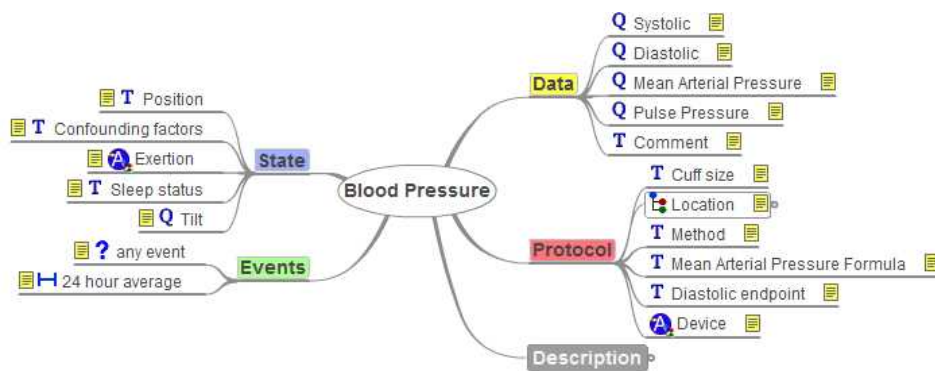 Blood Pressure
Data
Q Systolic
Q Diastolic
Q Mean Arterial Pressure
Q Pulse Pressure
T Comment
Protocol
T Cuff size
Location
T Method
T Mean Arterial Pressure Formula
T Diastolic endpoint
A Device
Description
State
T Position
T Confounding factors
A Exertion
T Sleep status
Q Tilt
Events
? any event
24 hour average